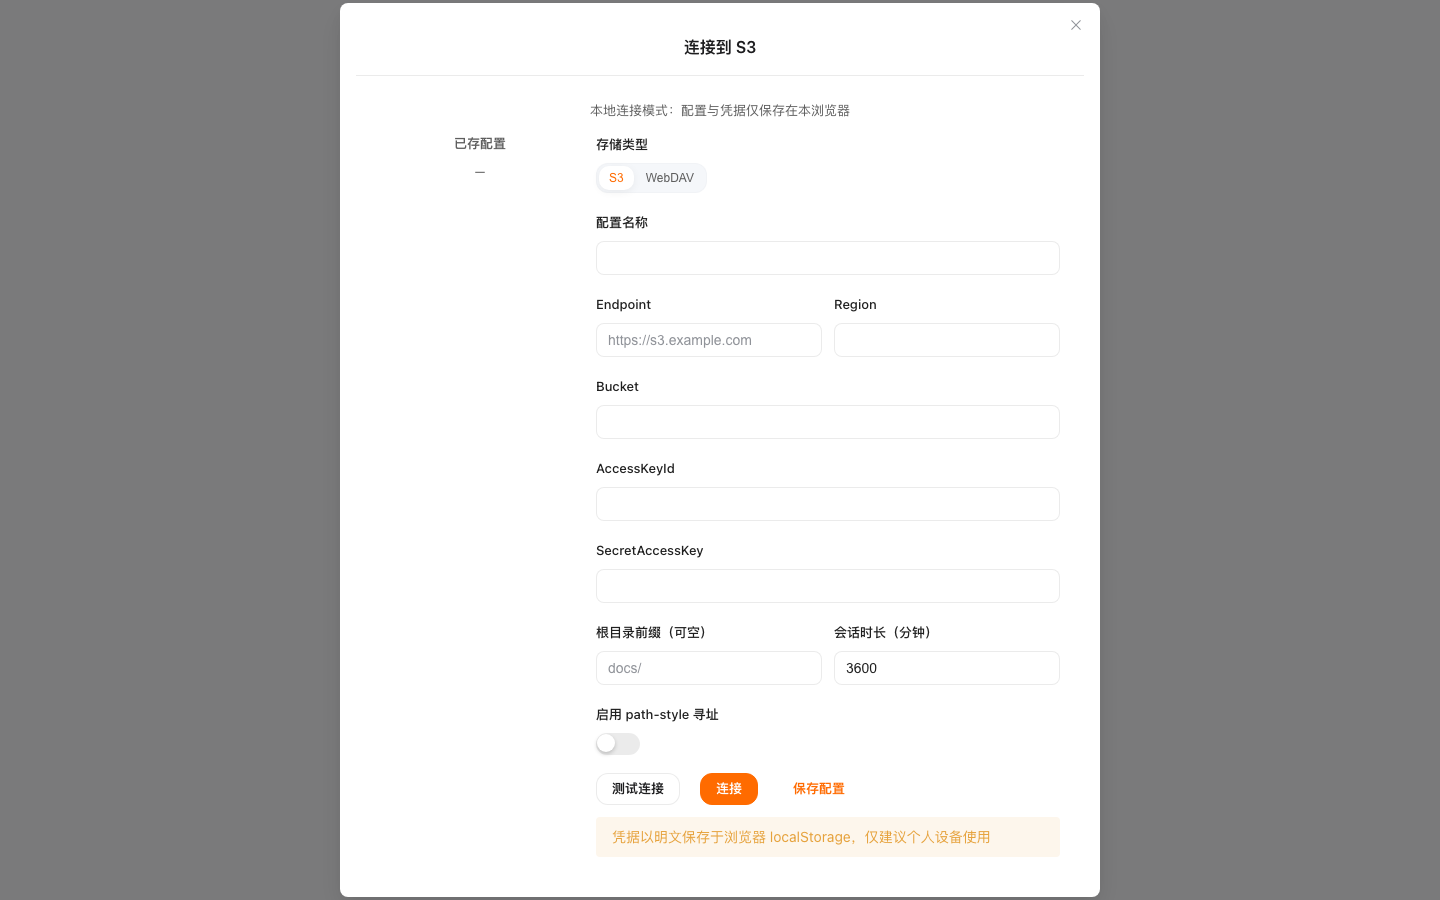 连接到 S3
本地连接模式：配置与凭据仅保存在本浏览器
已存配置
—
存储类型
S3 WebDAV
配置名称
Endpoint Region
https://s3.example.com
Bucket
AccessKeyId
SecretAccessKey
根目录前缀（可空） 会话时长（分钟）
docs/ 3600
启用 path-style 寻址
测试连接 连接 保存配置
凭据以明文保存于浏览器 localStorage，仅建议个人设备使用